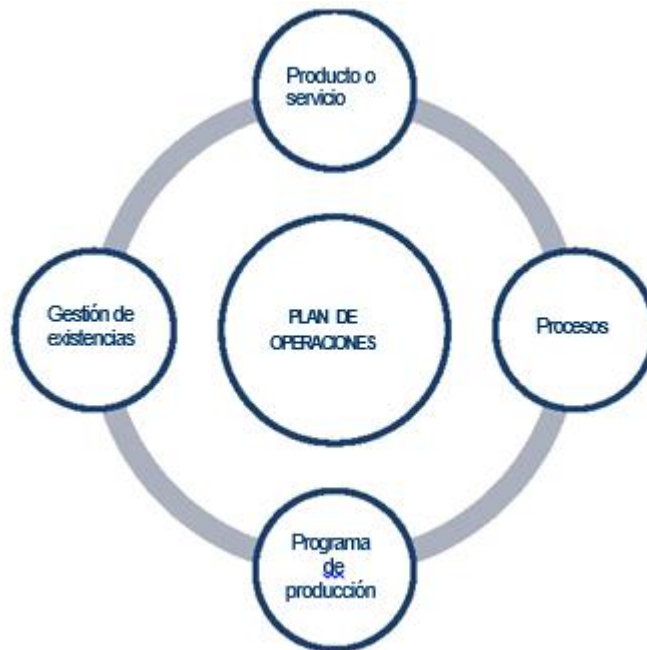 Producto o
servicio
Gestión de
existencias
PLAN DE
OPERACIONES
Procesos
Programa
de
producción